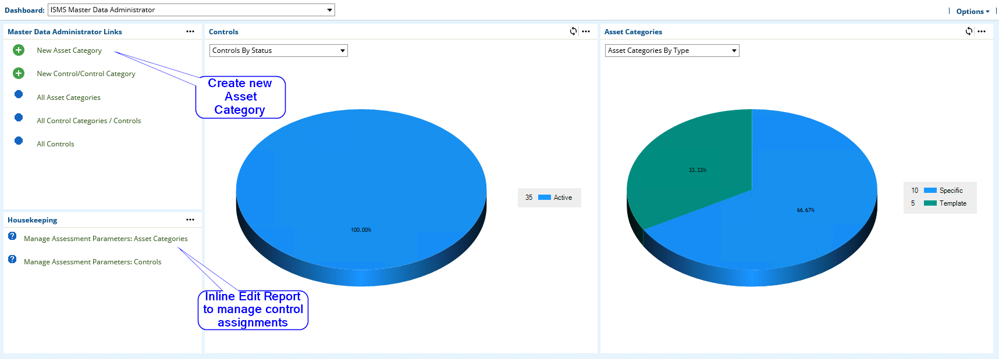 Dashboard: ISMS Master Data Administrator
Options
Master Data Administrator Links
New Asset Category
New Control/Control Category
All Asset Categories
All Control Categories / Controls
All Controls
Create new
Asset
Category
Housekeeping
Manage Assessment Parameters: Asset Categories
Manage Assessment Parameters: Controls
Inline Edit Report
to manage control
assignments
Controls
Controls By Status
100.00%
35 Active
Asset Categories
Asset Categories By Type
33.33%
66.67%
10 Specific
5 Template